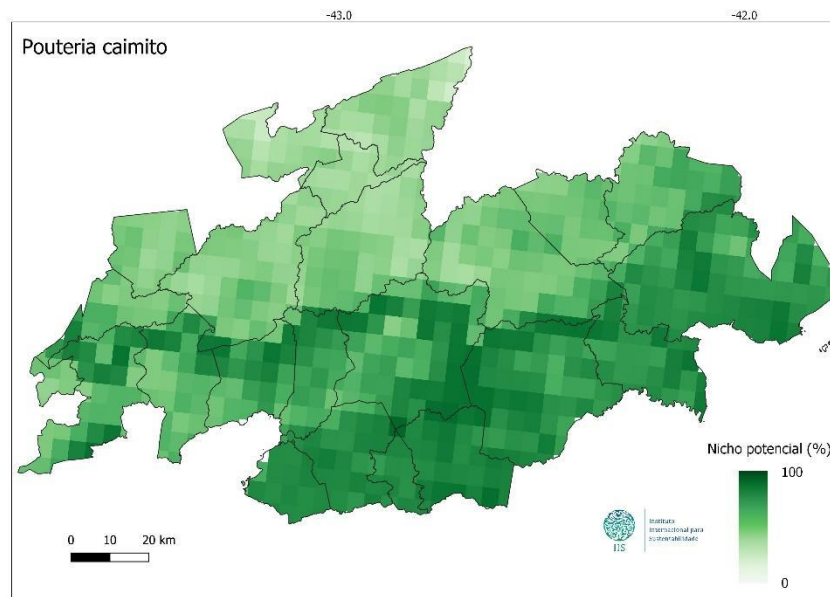 -43.0
-42.0
Pouteria caimito
Nicho potencial (%)
100
0
0 10 20 km
IIS
Instituto
Internacional para
Sustentabilidade